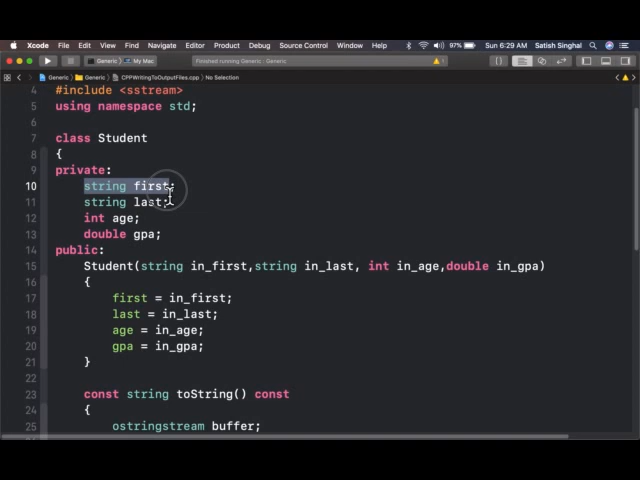 Xcode File Edit View Find Navigate Editor Product Debug Source Control Window Help 97% Sun 6:29 AM Satish Singhal
Generic My Mac Finished running Generic : Generic 1
Generic Generic CPPWritingToOutputFiles.cpp No Selection
4 #include <sstream>
5 using namespace std;
6
7 class Student
8 {
9 private:
10 string first;
11 string last;
12 int age;
13 double gpa;
14 public:
15 Student(string in_first,string in_last, int in_age,double in_gpa)
16 {
17 first = in_first;
18 last = in_last;
19 age = in_age;
20 gpa = in_gpa;
21 }
22
23 const string toString() const
24 {
25 ostringstream buffer;